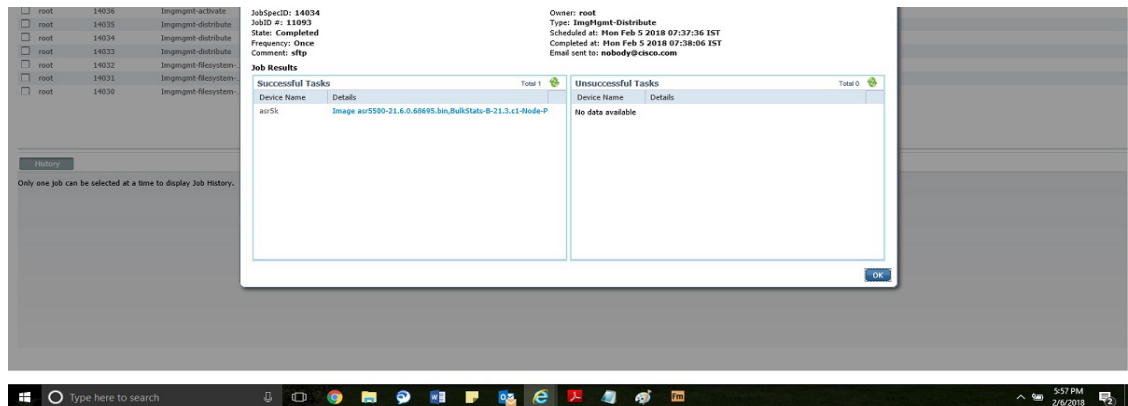 root 14036 Imgmgmt-activate
root 14035 Imgmgmt-distribute
root 14034 Imgmgmt-distribute
root 14033 Imgmgmt-distribute
root 14032 Imgmgmt-filesystem-..
root 14031 Imgmgmt-filesystem-..
root 14030 Imgmgmt-filesystem-..
JobSpecID: 14034
Owner: root
JobID #: 11093
Type: ImgMgmt-Distribute
State: Completed
Scheduled at: Mon Feb 5 2018 07:37:36 IST
Frequency: Once
Completed at: Mon Feb 5 2018 07:38:06 IST
Comment: sftp
Email sent to: nobody@cisco.com
Job Results
Successful Tasks Total 1
Device Name Details
asr5k Image asr5500-21.6.0.68695.bin,BulkStats-B-21.3.c1-Node-P
Unsuccessful Tasks Total 0
Device Name Details
No data available
OK
History
Only one job can be selected at a time to display Job History.
Type here to search
Fm
5:57 PM
2/6/2018
2